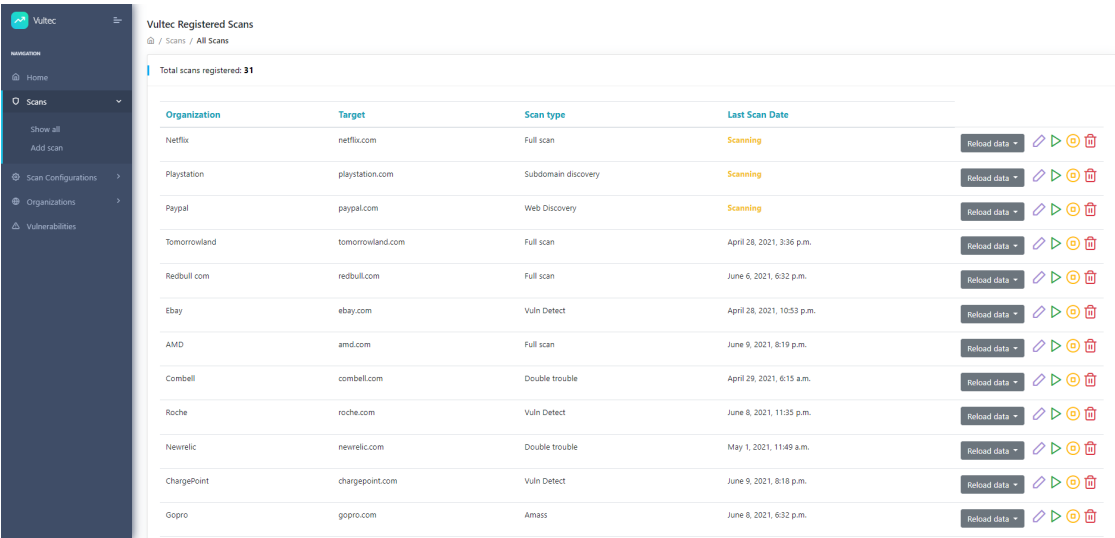 Vultec
NAVIGATION
Home
Scans
Show all
Add scan
Scan Configurations
Organizations
Vulnerabilities
Vultec Registered Scans
/ Scans / All Scans
Total scans registered: 31
Organization Target Scan type Last Scan Date
Netflix netflix.com Full scan Scanning Reload data
Playstation playstation.com Subdomain discovery Scanning Reload data
Paypal paypal.com Web Discovery Scanning Reload data
Tomorrowland tomorrowland.com Full scan April 28, 2021, 3:36 p.m. Reload data
Redbull com redbull.com Full scan June 6, 2021, 6:32 p.m. Reload data
Ebay ebay.com Vuln Detect April 28, 2021, 10:53 p.m. Reload data
AMD amd.com Full scan June 9, 2021, 8:19 p.m. Reload data
Combell combell.com Double trouble April 29, 2021, 6:15 a.m. Reload data
Roche roche.com Vuln Detect June 8, 2021, 11:35 p.m. Reload data
Newrelic newrelic.com Double trouble May 1, 2021, 11:49 a.m. Reload data
ChargePoint chargepoint.com Vuln Detect June 9, 2021, 8:18 p.m. Reload data
Gopro gopro.com Amass June 8, 2021, 6:32 p.m. Reload data